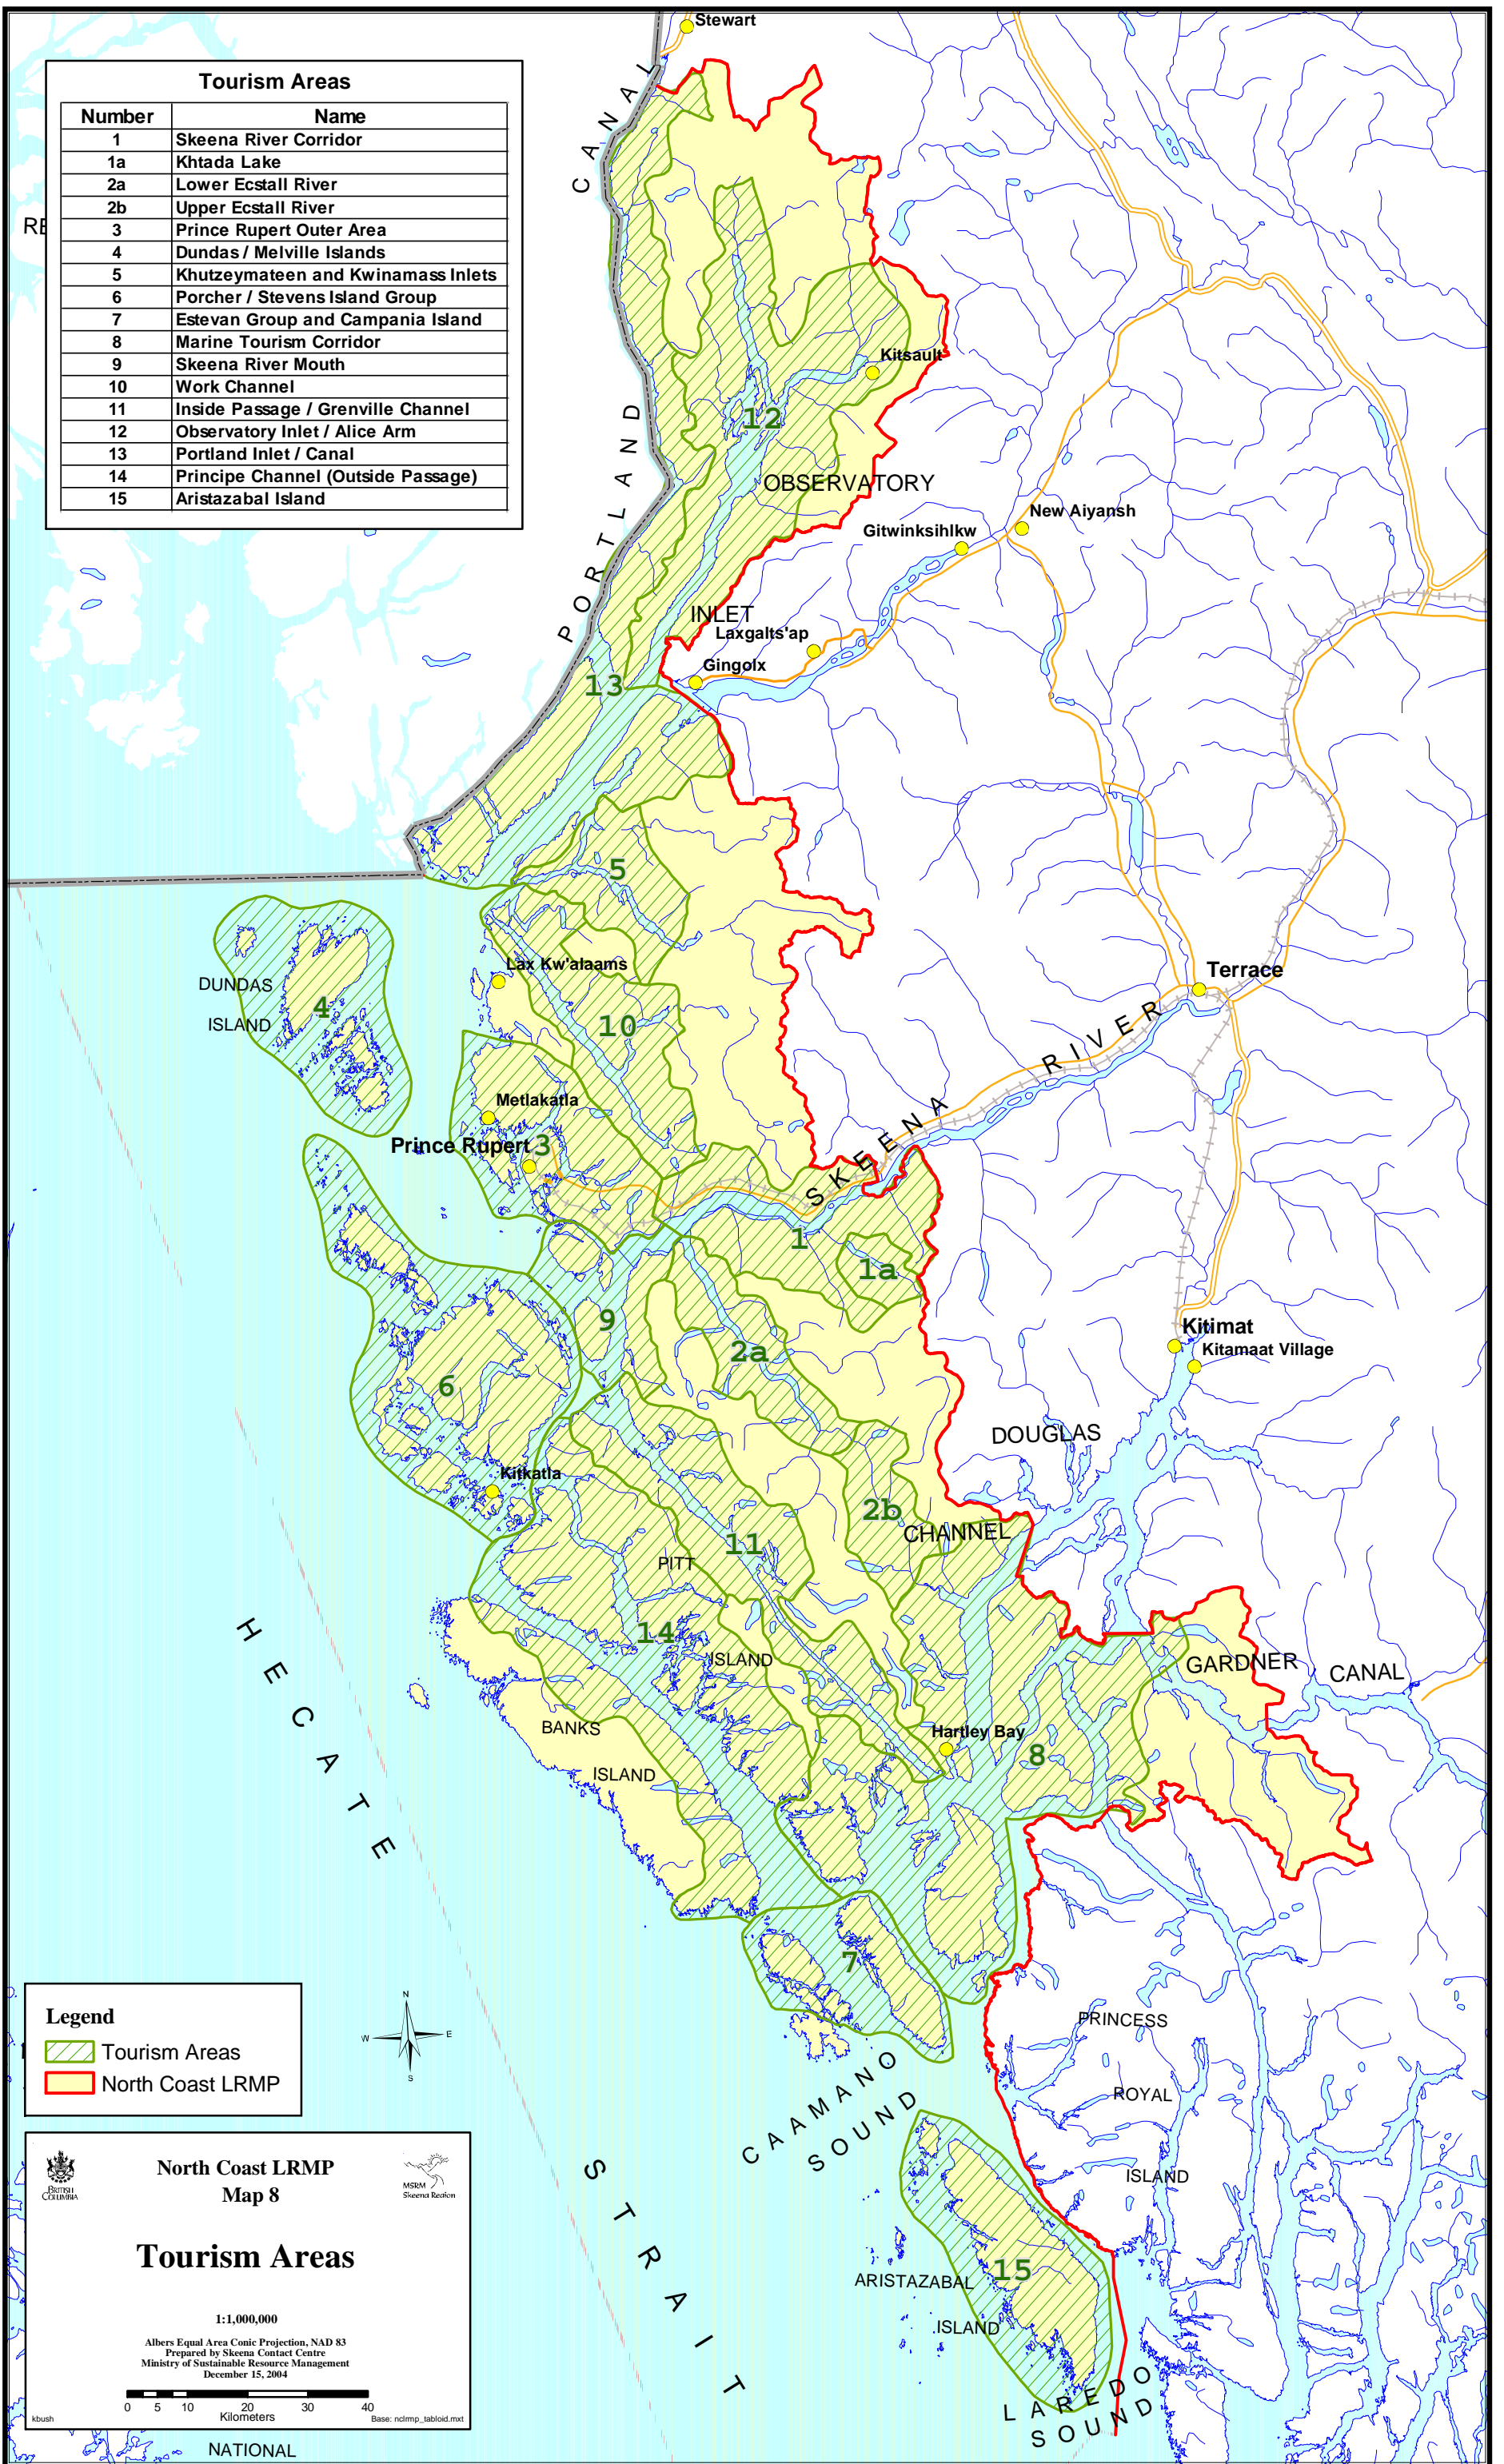 Stewart
Tourism Areas
Number Name
1 Skeena River Corridor
1a Khtada Lake
2a Lower Ecstall River
2b Upper Ecstall River
3 Prince Rupert Outer Area
4 Dundas / Melville Islands
5 Khutzeymateen and Kwinamass Inlets
6 Porcher / Stevens Island Group
7 Estevan Group and Campania Island
8 Marine Tourism Corridor
9 Skeena River Mouth
10 Work Channel
11 Inside Passage / Grenville Channel
12 Observatory Inlet / Alice Arm
13 Portland Inlet / Canal
14 Principe Channel (Outside Passage)
15 Aristazabal Island
PORTLAND CANAL
Kitsault
12
OBSERVATORY
INLET
New Aiyansh
Gitwinksihlkw
Laxgalts'ap
Gingolx
13
5
Lax Kw'alaams
DUNDAS
ISLAND
4
10
Terrace
SKEENA RIVER
Metlakatla
Prince Rupert
3
1
1a
9
2a
Kitimat
Kitamaat Village
6
DOUGLAS
CHANNEL
Kitkatla
2b
11
PITT
ISLAND
14
GARDNER
CANAL
BANKS
ISLAND
Hartley Bay
8
HECATE
STRAIT
7
CAAMANO
SOUND
PRINCESS
ROYAL
ISLAND
15
ARISTAZABAL
ISLAND
LAREDO
SOUND
Legend
Tourism Areas
North Coast LRMP
N
W E
S
BRITISH
COLUMBIA
North Coast LRMP
Map 8
MSRM
Skeena Region
Tourism Areas
1:1,000,000
Albers Equal Area Conic Projection, NAD 83
Prepared by Skeena Contact Centre
Ministry of Sustainable Resource Management
December 15, 2004
0 5 10 20 30 40
Kilometers
kbush
Base: nclrmp_tabloid.mxt
NATIONAL